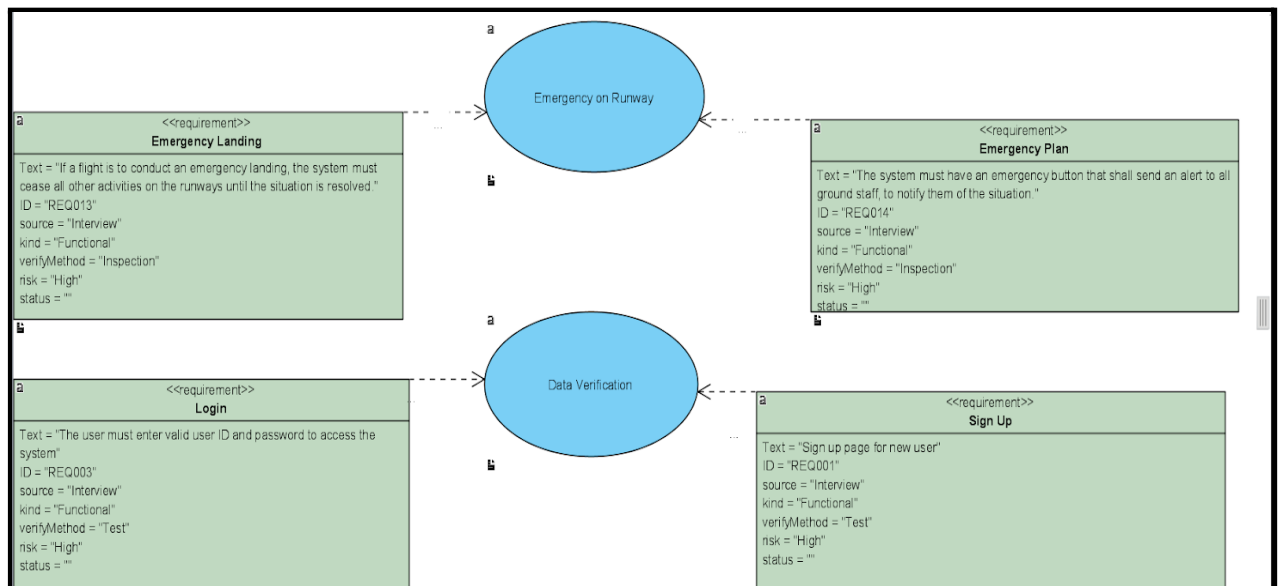 a
Emergency on Runway
a
<<requirement>>
Emergency Landing
Text = "If a flight is to conduct an emergency landing, the system must
cease all other activities on the runways until the situation is resolved."
ID = "REQ013"
source = "Interview"
kind = "Functional"
verifyMethod = "Inspection"
risk = "High"
status = ""
...
...
a
<<requirement>>
Emergency Plan
Text = "The system must have an emergency button that shall send an alert to all
ground staff, to notify them of the situation."
ID = "REQ014"
source = "Interview"
kind = "Functional"
verifyMethod = "Inspection"
risk = "High"
status = ""
a
Data Verification
a
<<requirement>>
Login
Text = "The user must enter valid user ID and password to access the
system"
ID = "REQ003"
source = "Interview"
kind = "Functional"
verifyMethod = "Test"
risk = "High"
status = ""
...
...
a
<<requirement>>
Sign Up
Text = "Sign up page for new user"
ID = "REQ001"
source = "Interview"
kind = "Functional"
verifyMethod = "Test"
risk = "High"
status = ""